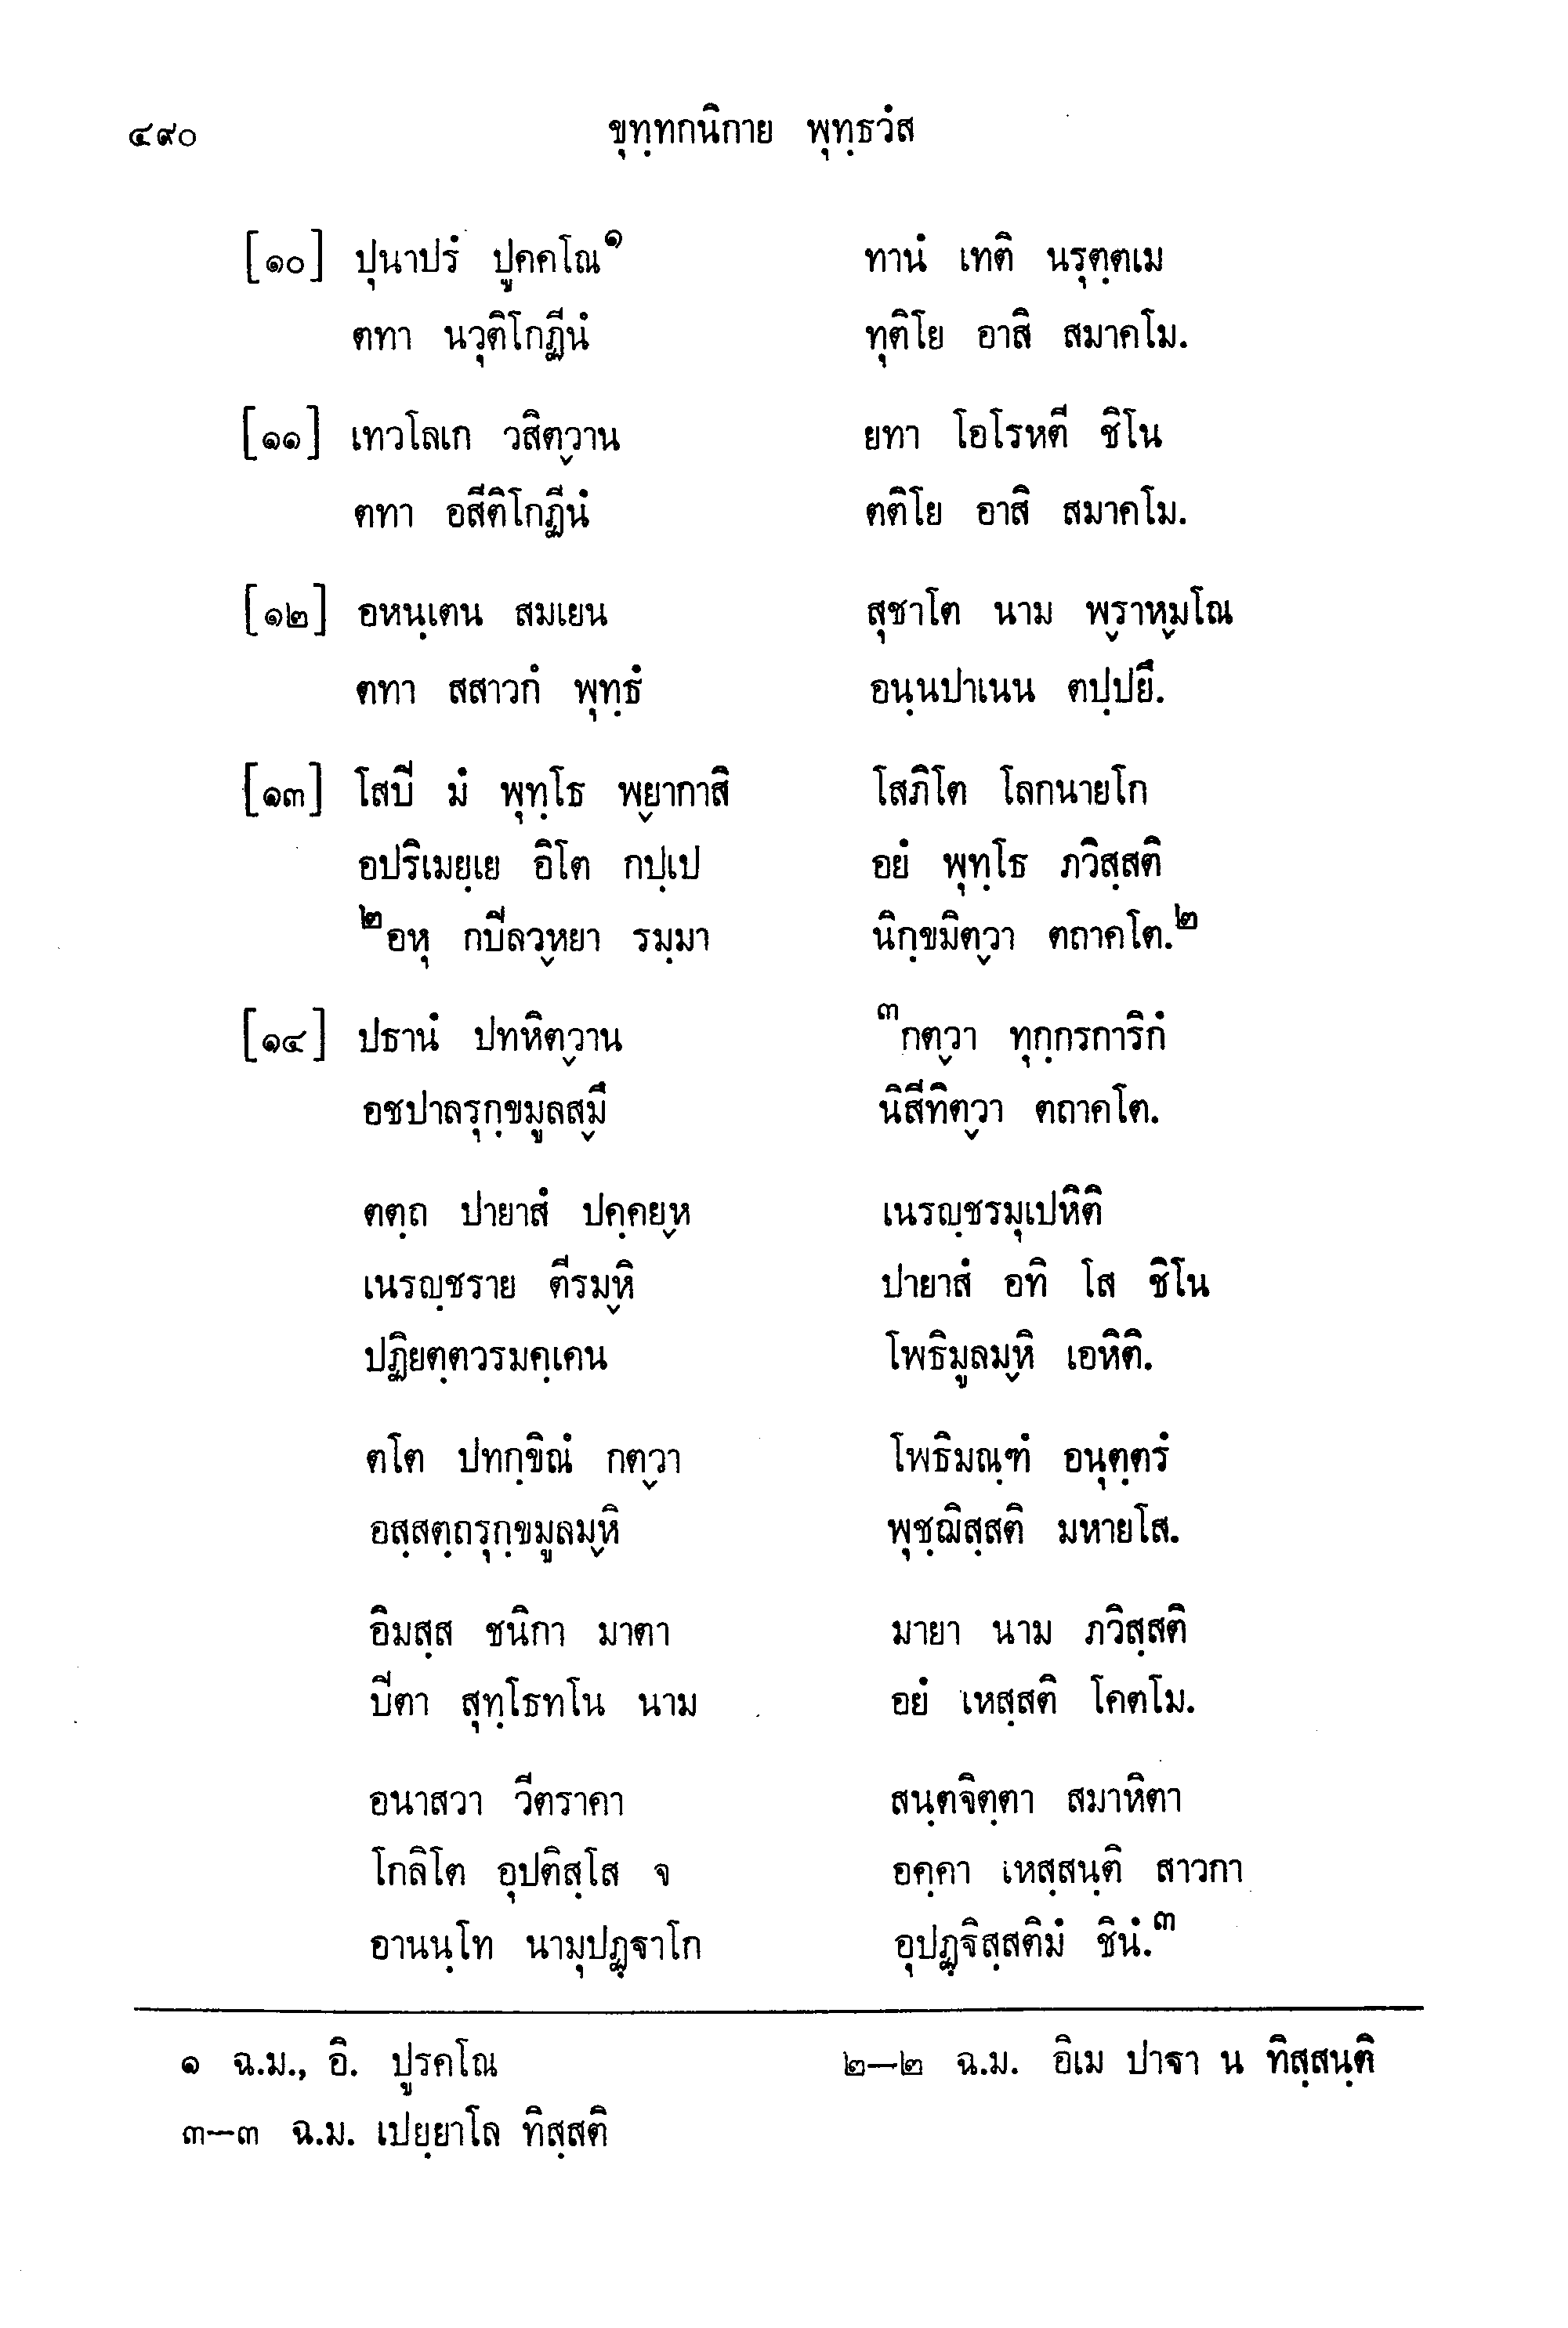 ๔๙๐ ขุทฺทกนิกาย พุทฺธวํส
[๑๐] ปุนาปรํ ปูคคโณ๑ ทานํ เทติ นรุตฺตเม
ตทา นวุติโกฏีนํ ทุติโย อาสิ สมาคโม.
[๑๑] เทวโลเก วสิตฺวาน ยทา โอโรหตี ชิโน
ตทา อสีติโกฏีนํ ตติโย อาสิ สมาคโม.
[๑๒] อหนฺเตน สมเยน สุชาโต นาม พฺราหฺมโณ
ตทา สสาวกํ พุทฺธํ อนฺนปาเนน ตปฺปยึ.
[๑๓] โสปิ มํ พุทฺโธ พฺยากาสิ โสภิโต โลกนายโก
อปริเมยฺเย อิโต กปฺเป อยํ พุทฺโธ ภวิสฺสติ
๒อหุ กปิลวฺหยา รมฺมา นิกฺขมิตฺวา ตถาคโต.๒
[๑๔] ปธานํ ปทหิตฺวาน ๓กตฺวา ทุกฺกรการิกํ
อชปาลรุกฺขมูลสฺมึ นิสีทิตฺวา ตถาคโต.
ตตฺถ ปายาสํ ปคฺคยฺห เนรญฺชรมุเปหิติ
เนรญฺชราย ตีรมฺหิ ปายาสํ อทิ โส ชิโน
ปฏิยตฺตวรมคฺเคน โพธิมูลมฺหิ เอหิติ.
ตโต ปทกฺขิณํ กตฺวา โพธิมณฺฑํ อนุตฺตรํ
อสฺสตฺถรุกฺขมูลมฺหิ พุชฺฌิสฺสติ มหายโส.
อิมสฺส ชนิกา มาตา มายา นาม ภวิสฺสติ
ปิตา สุทฺโธทโน นาม อยํ เหสฺสติ โคตโม.
อนาสวา วีตราคา สนฺตจิตฺตา สมาหิตา
โกลิโต อุปติสฺโส จ อคฺคา เหสฺสนฺติ สาวกา
อานนฺโท นามุปฏฺฐาโก อุปฏฺฐิสฺสติมํ ชินํ.๓
๑ ฉ.ม., อิ. ปูรคโณ ๒–๒ ฉ.ม. อิเม ปาฐา น ทิสฺสนฺติ
๓–๓ ฉ.ม. เปยฺยาโล ทิสฺสติ